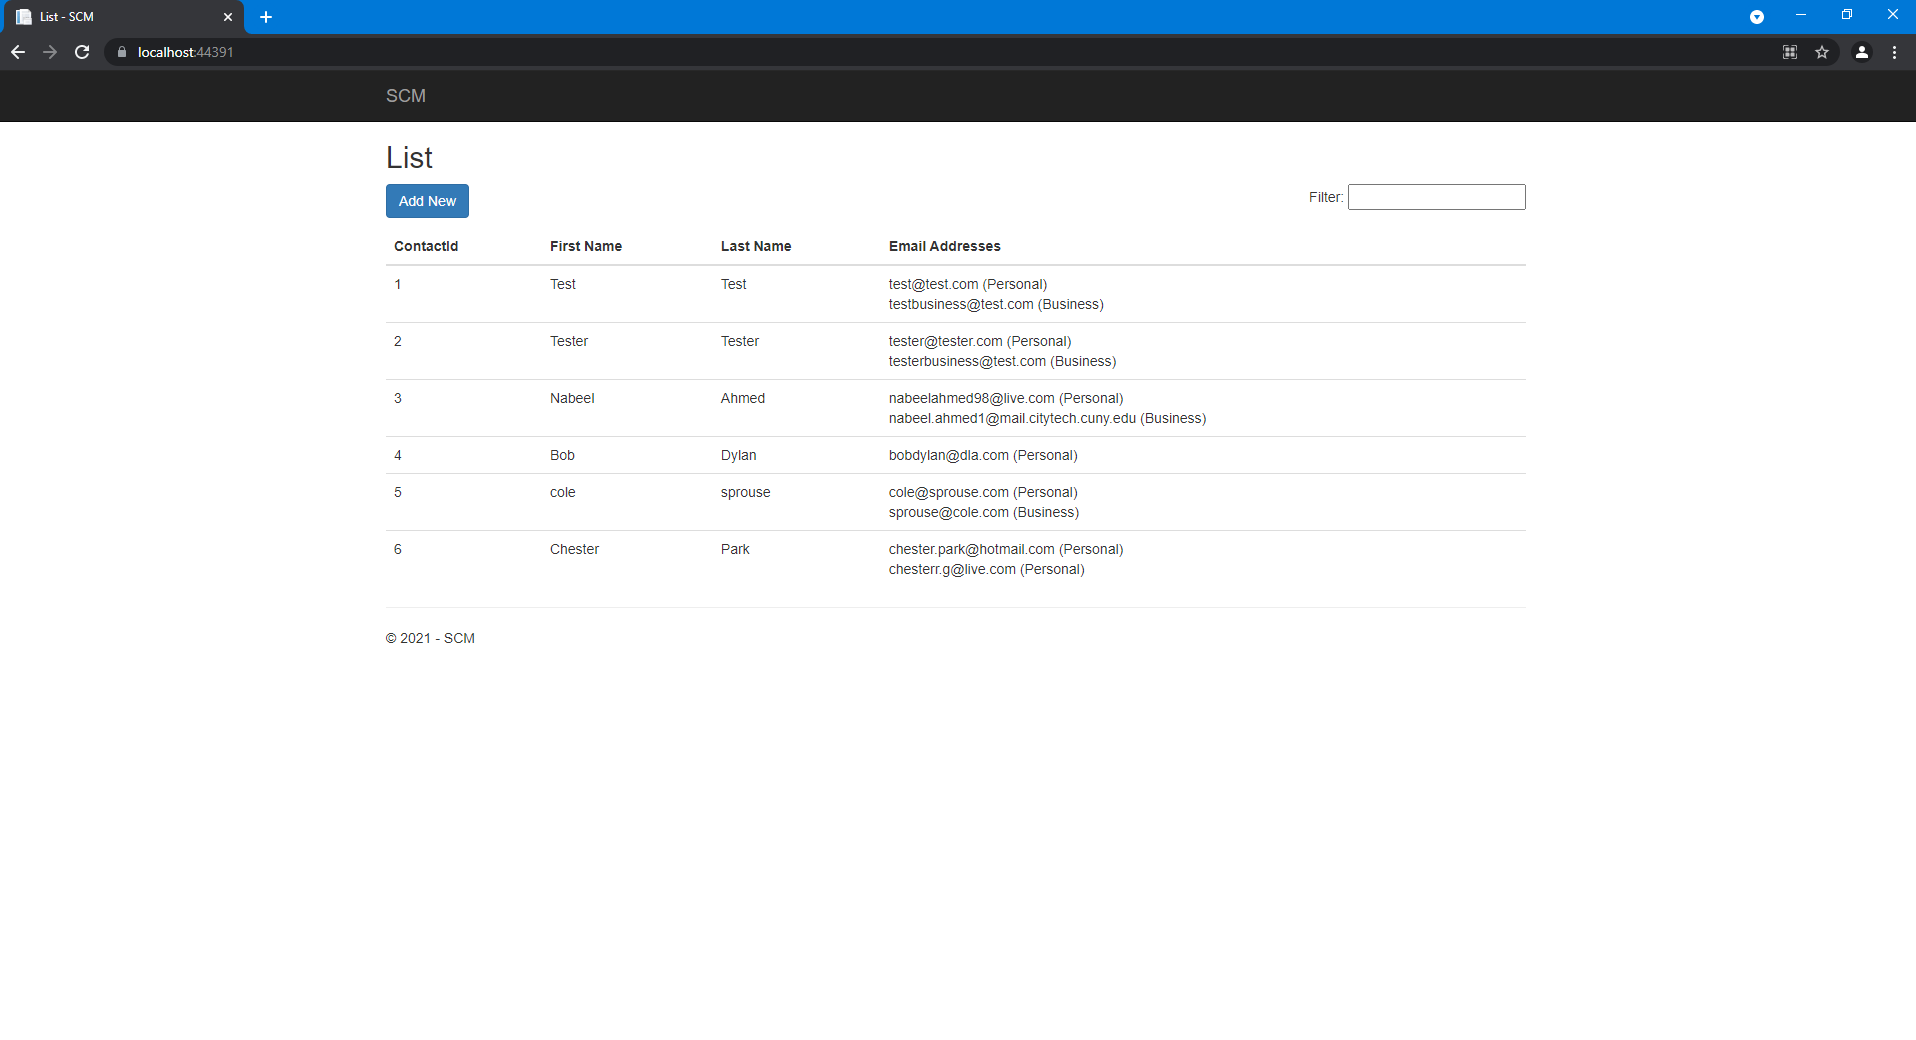 List - SCM
localhost:44391
SCM
List
Add New
Filter:
ContactId First Name Last Name Email Addresses
1 Test Test test@test.com (Personal)
testbusiness@test.com (Business)
2 Tester Tester tester@tester.com (Personal)
testerbusiness@test.com (Business)
3 Nabeel Ahmed nabeelahmed98@live.com (Personal)
nabeel.ahmed1@mail.citytech.cuny.edu (Business)
4 Bob Dylan bobdylan@dla.com (Personal)
5 cole sprouse cole@sprouse.com (Personal)
sprouse@cole.com (Business)
6 Chester Park chester.park@hotmail.com (Personal)
chesterr.g@live.com (Personal)
© 2021 - SCM